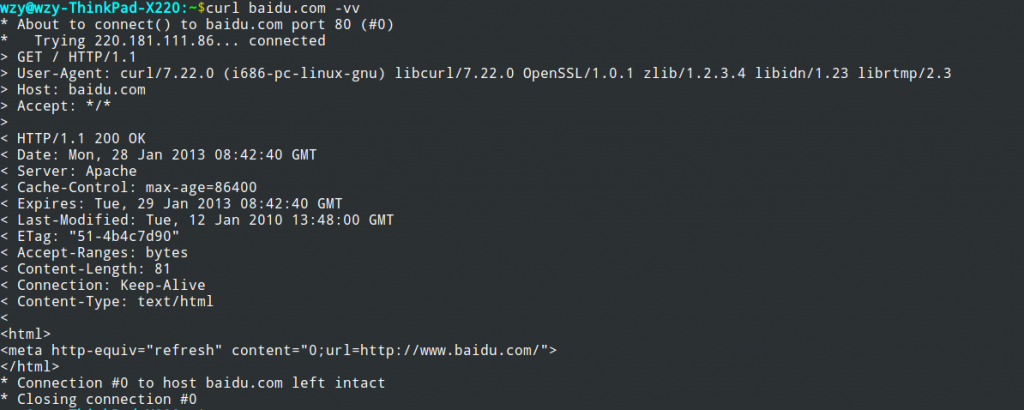 wzy@wzy-ThinkPad-X220:~$curl baidu.com -vv
* About to connect() to baidu.com port 80 (#0)
*   Trying 220.181.111.86... connected
> GET / HTTP/1.1
> User-Agent: curl/7.22.0 (i686-pc-linux-gnu) libcurl/7.22.0 OpenSSL/1.0.1 zlib/1.2.3.4 libidn/1.23 librtmp/2.3
> Host: baidu.com
> Accept: */*
>
< HTTP/1.1 200 OK
< Date: Mon, 28 Jan 2013 08:42:40 GMT
< Server: Apache
< Cache-Control: max-age=86400
< Expires: Tue, 29 Jan 2013 08:42:40 GMT
< Last-Modified: Tue, 12 Jan 2010 13:48:00 GMT
< ETag: "51-4b4c7d90"
< Accept-Ranges: bytes
< Content-Length: 81
< Connection: Keep-Alive
< Content-Type: text/html
<
<html>
<meta http-equiv="refresh" content="0;url=http://www.baidu.com/">
</html>
* Connection #0 to host baidu.com left intact
* Closing connection #0